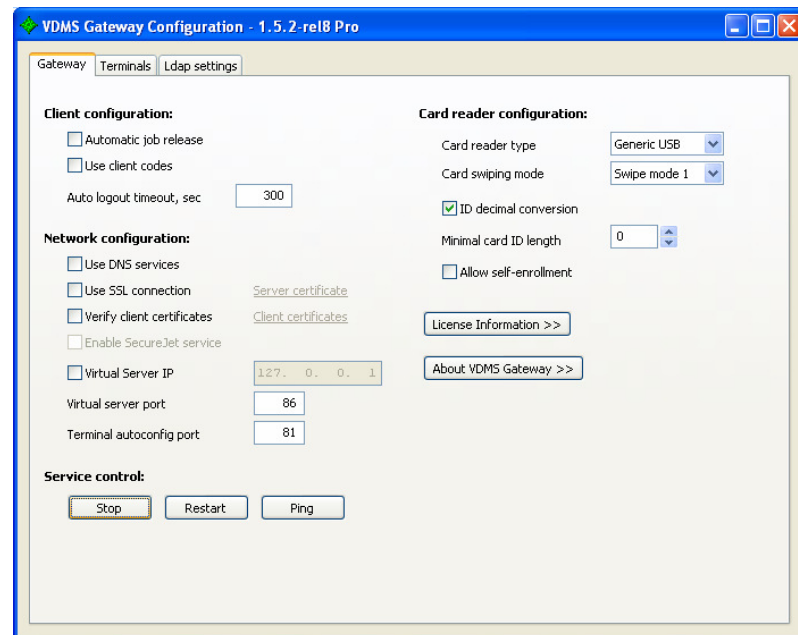 VDMS Gateway Configuration - 1.5.2-rel8 Pro
Gateway Terminals Ldap settings
Client configuration:
Automatic job release
Use client codes
Auto logout timeout, sec 300
Network configuration:
Use DNS services
Use SSL connection Server certificate
Verify client certificates Client certificates
Enable SecureJet service
Virtual Server IP 127. 0. 0. 1
Virtual server port 86
Terminal autoconfig port 81
Service control:
Stop Restart Ping
Card reader configuration:
Card reader type Generic USB
Card swiping mode Swipe mode 1
ID decimal conversion
Minimal card ID length 0
Allow self-enrollment
License Information >>
About VDMS Gateway >>